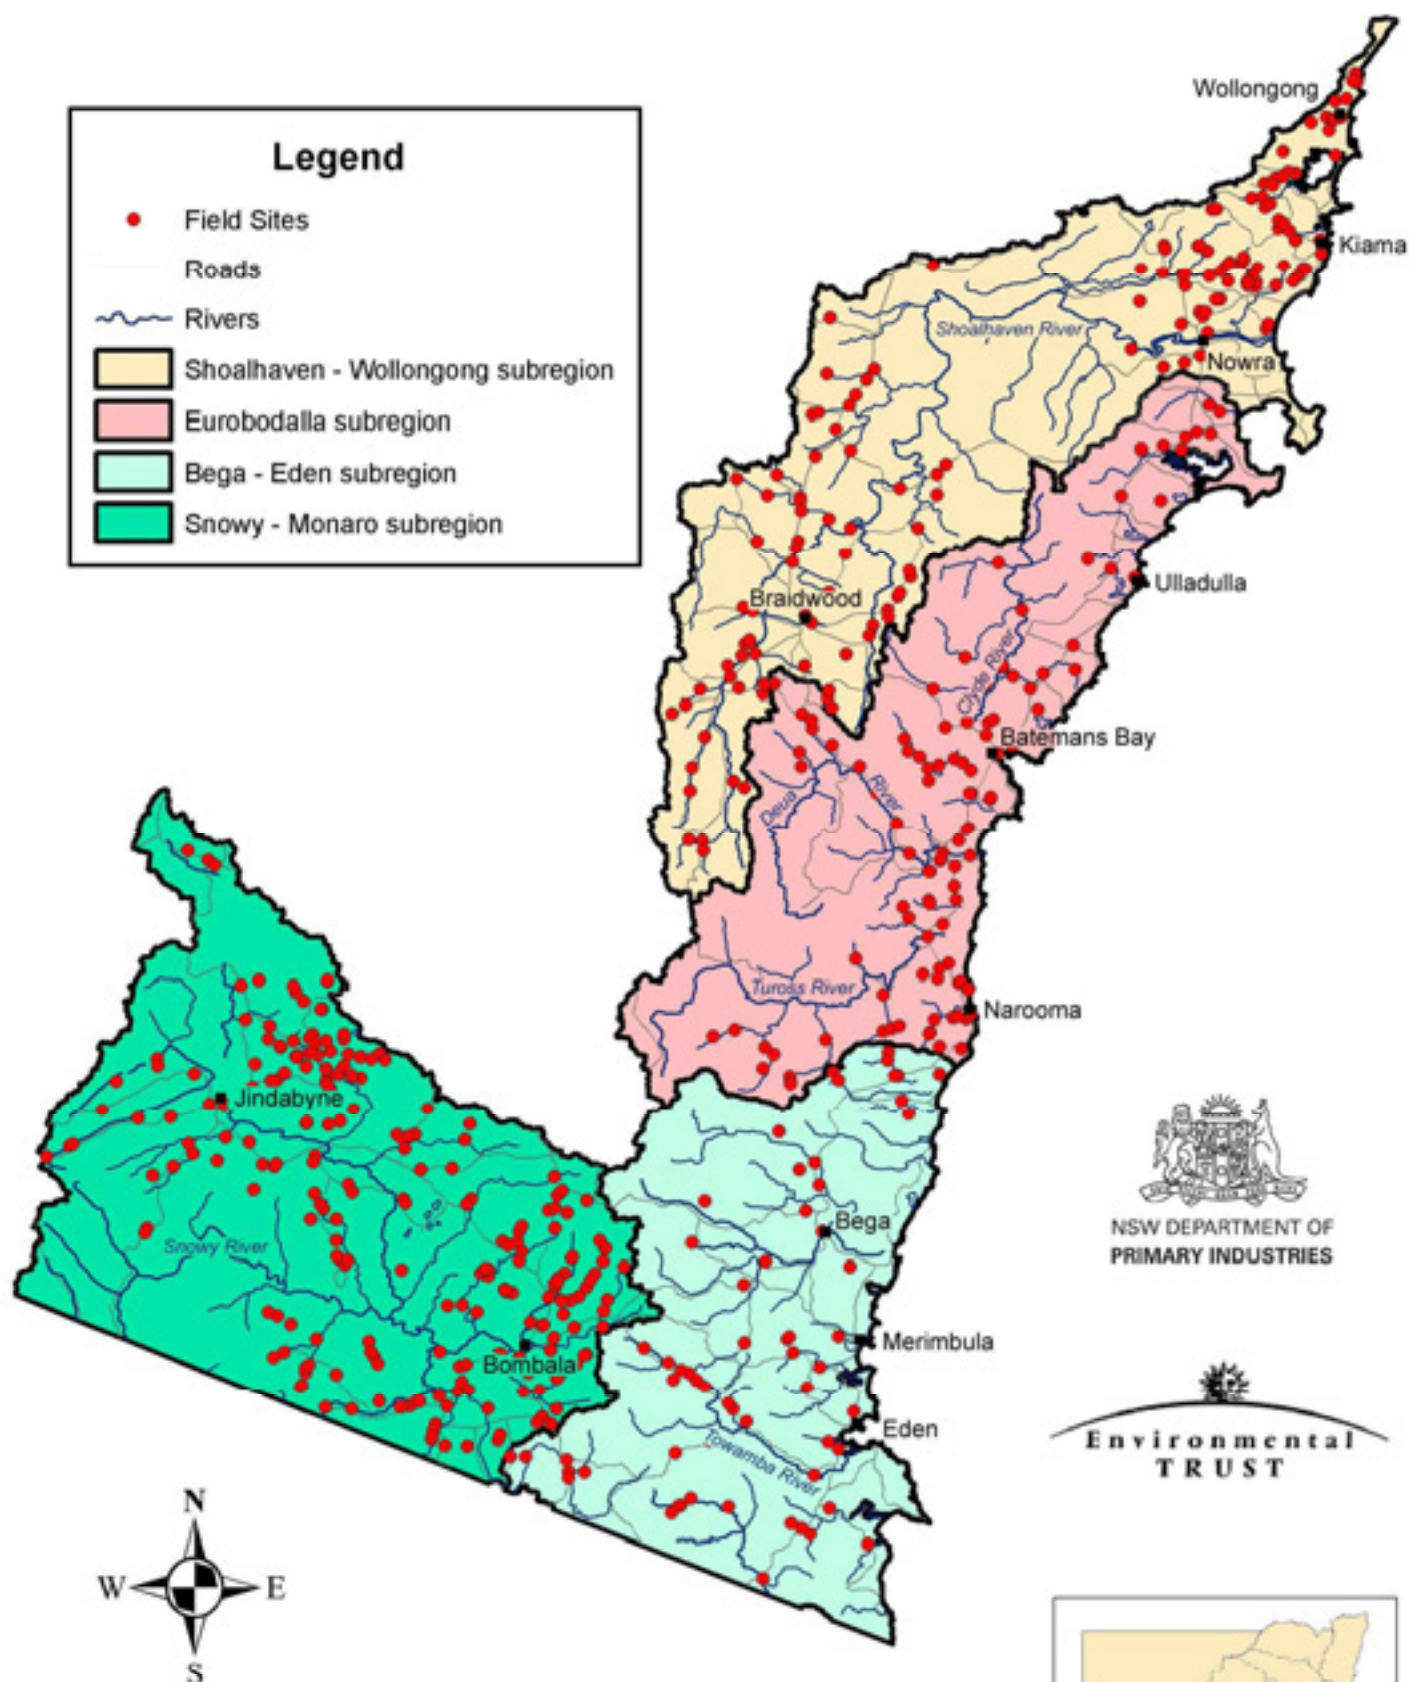 Legend
Field Sites
Roads
Rivers
Shoalhaven - Wollongong subregion
Eurobodalla subregion
Bega - Eden subregion
Snowy - Monaro subregion
Wollongong
Kiama
Shoalhaven River
Nowra
Ulladulla
Braidwood
Clyde River
Batemans Bay
Deua River
Tuross River
Narooma
Jindabyne
Bega
Snowy River
Merimbula
Bombala
Eden
Towamba River
NSW DEPARTMENT OF
PRIMARY INDUSTRIES
Environmental
TRUST
N
W E
S